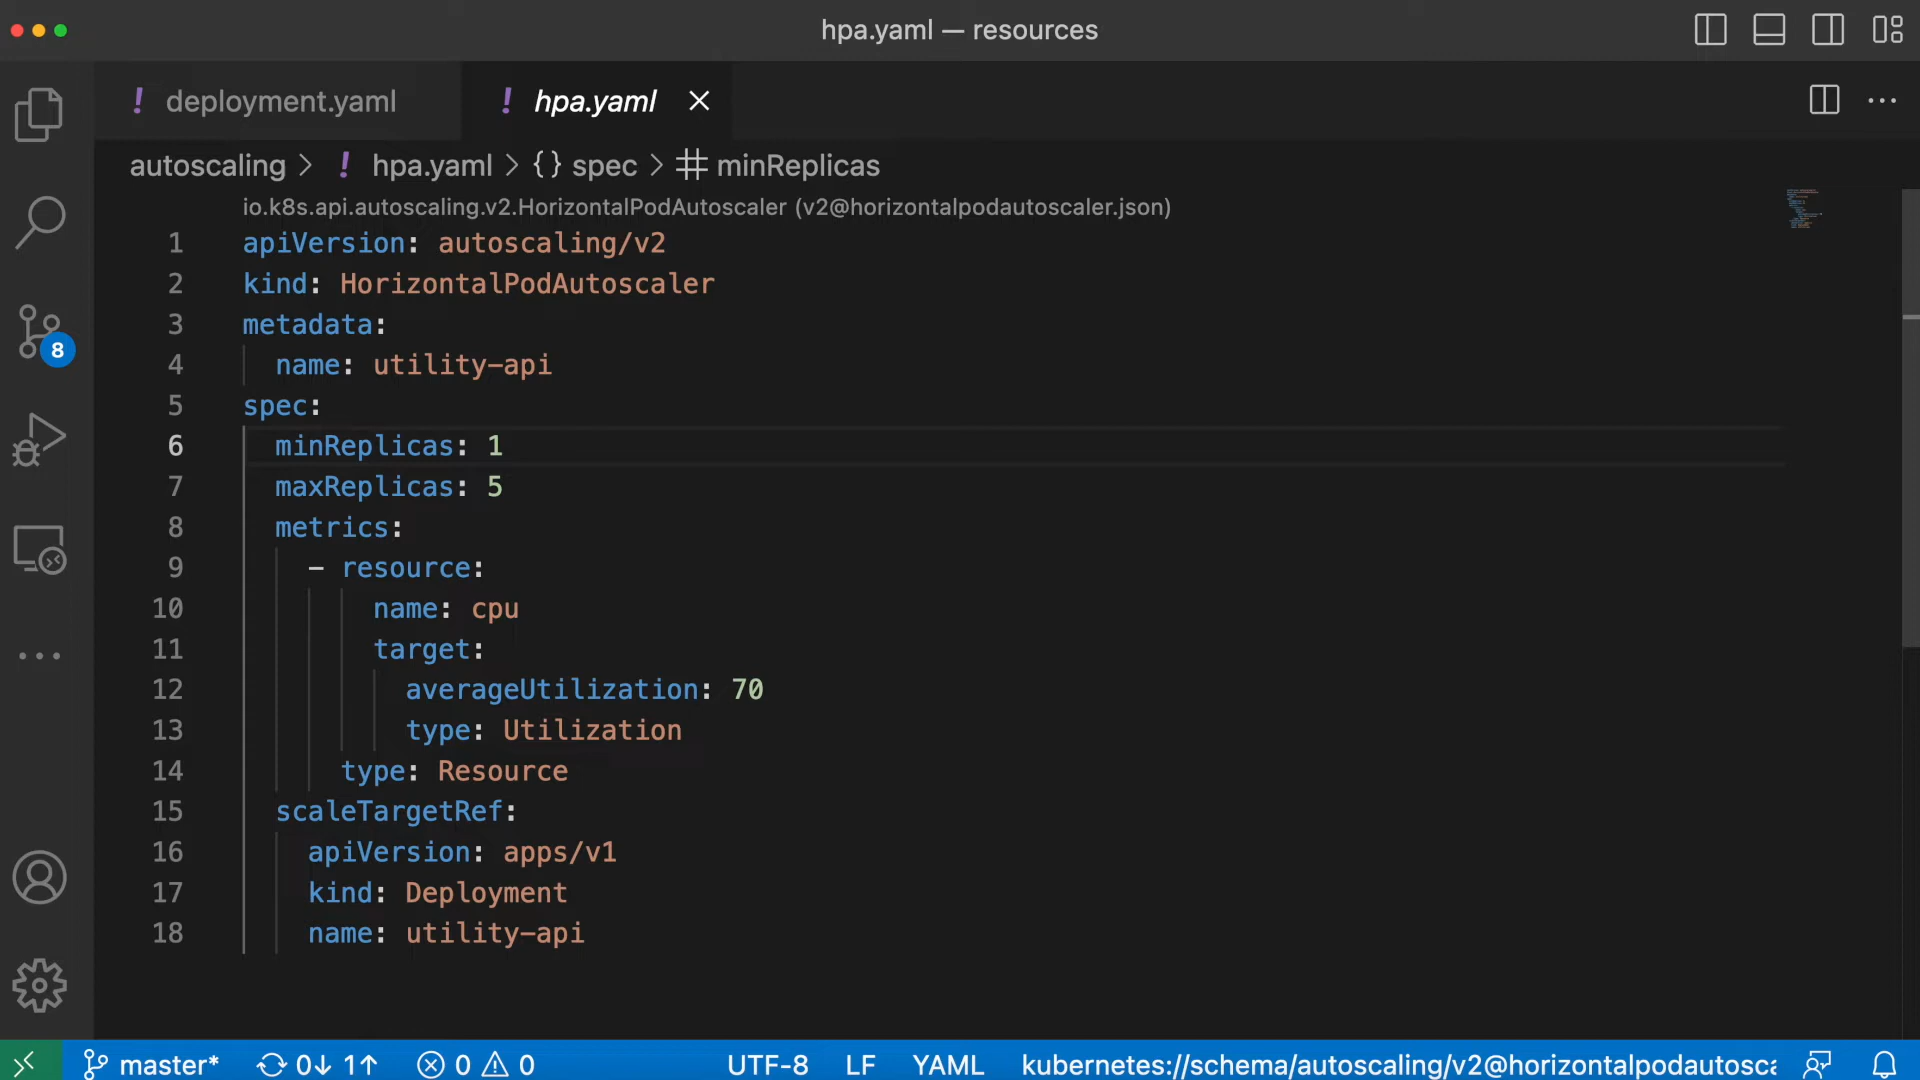 hpa.yaml — resources
! deployment.yaml ! hpa.yaml
autoscaling > ! hpa.yaml > {} spec > # minReplicas
io.k8s.api.autoscaling.v2.HorizontalPodAutoscaler (v2@horizontalpodautoscaler.json)
1 apiVersion: autoscaling/v2
2 kind: HorizontalPodAutoscaler
3 metadata:
4   name: utility-api
5 spec:
6   minReplicas: 1
7   maxReplicas: 5
8   metrics:
9     - resource:
10         name: cpu
11         target:
12           averageUtilization: 70
13           type: Utilization
14       type: Resource
15   scaleTargetRef:
16     apiVersion: apps/v1
17     kind: Deployment
18     name: utility-api
8
master* 0↓ 1↑ 0 0 UTF-8 LF YAML kubernetes://schema/autoscaling/v2@horizontalpodautosca